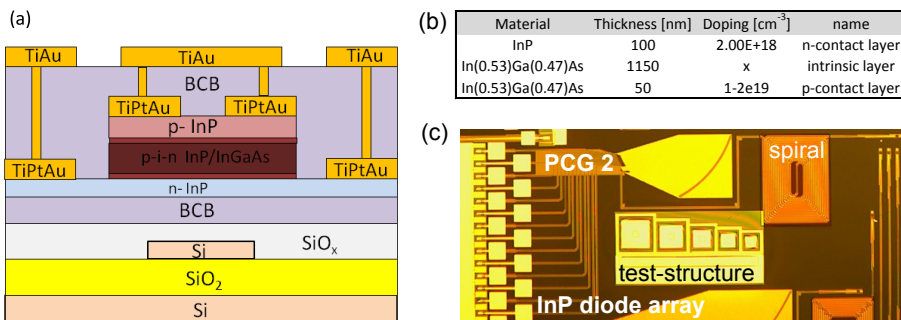 (a)
TiAu
TiAu
TiAu
BCB
TiPtAu
TiPtAu
p- InP
TiPtAu
p-i-n InP/InGaAs
TiPtAu
n- InP
BCB
SiOx
Si
SiO2
Si
(b)
Material Thickness [nm] Doping [cm-3] name
InP 100 2.00E+18 n-contact layer
In(0.53)Ga(0.47)As 1150 x intrinsic layer
In(0.53)Ga(0.47)As 50 1-2e19 p-contact layer
(c)
PCG 2
spiral
test-structure
InP diode array